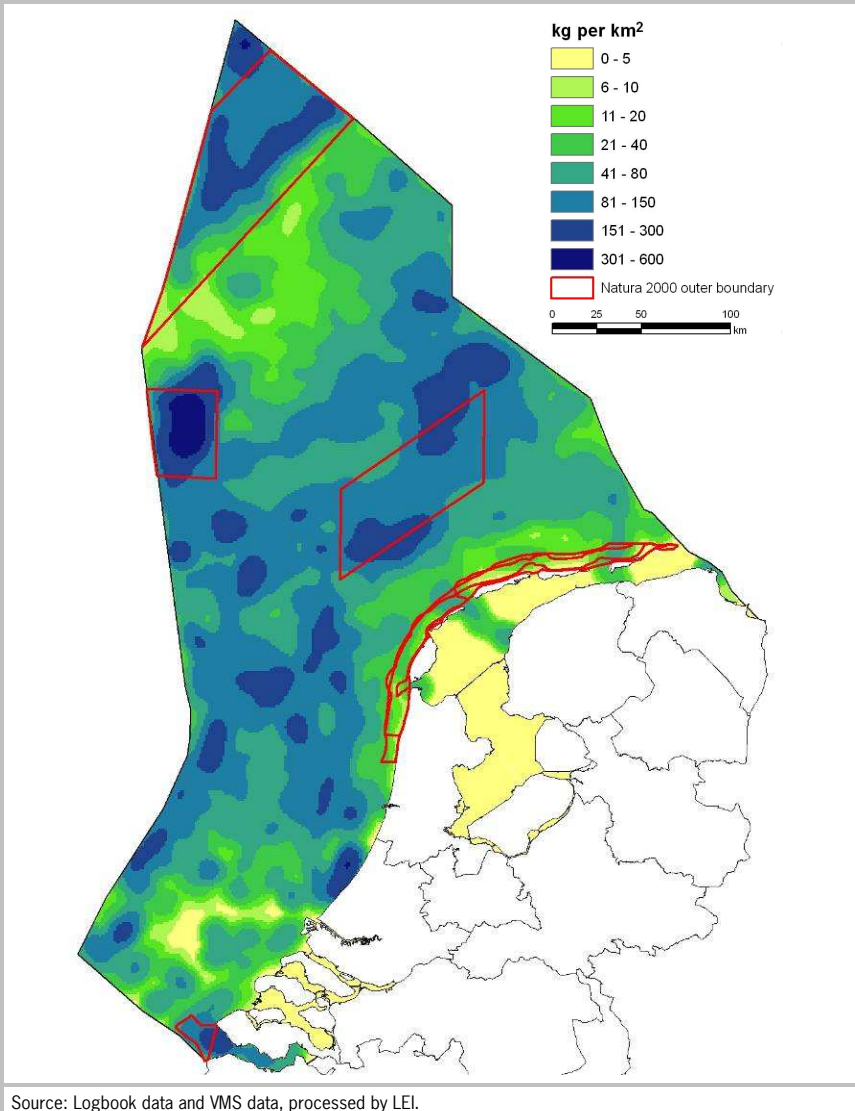 kg per km2
0 - 5
6 - 10
11 - 20
21 - 40
41 - 80
81 - 150
151 - 300
301 - 600
Natura 2000 outer boundary
0 25 50 100
km
Source: Logbook data and VMS data, processed by LEI.